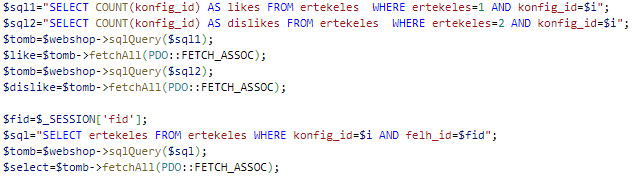 $sql1="SELECT COUNT(konfig_id) AS likes FROM ertekeles  WHERE ertekeles=1 AND konfig_id=$i";
$sql2="SELECT COUNT(konfig_id) AS dislikes FROM ertekeles  WHERE ertekeles=2 AND konfig_id=$i";
$tomb=$webshop->sqlQuery($sql1);
$like=$tomb->fetchAll(PDO::FETCH_ASSOC);
$tomb=$webshop->sqlQuery($sql2);
$dislike=$tomb->fetchAll(PDO::FETCH_ASSOC);
$fid=$_SESSION['fid'];
$sql="SELECT ertekeles FROM ertekeles WHERE konfig_id=$i AND felh_id=$fid";
$tomb=$webshop->sqlQuery($sql);
$select=$tomb->fetchAll(PDO::FETCH_ASSOC);